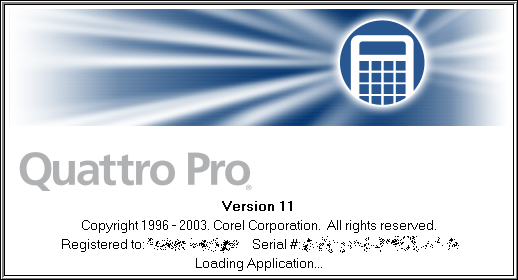 Quattro Pro®
Version 11
Copyright 1996 - 2003. Corel Corporation. All rights reserved.
Registered to: Serial #:
Loading Application...